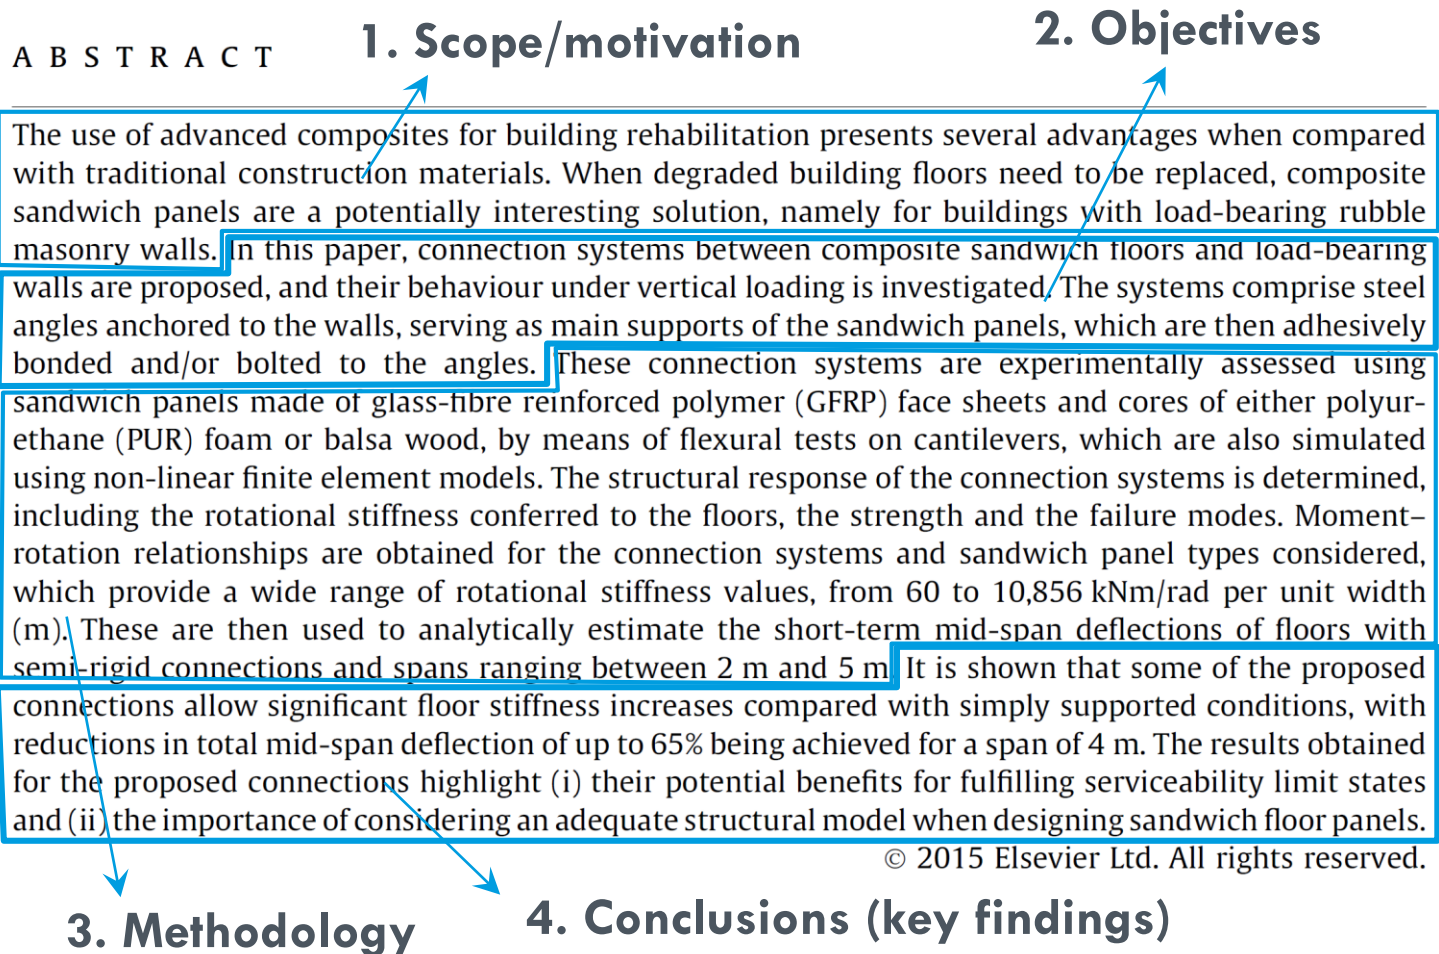 1. Scope/motivation
2. Objectives
A B S T R A C T
The use of advanced composites for building rehabilitation presents several advantages when compared
with traditional construction materials. When degraded building floors need to be replaced, composite
sandwich panels are a potentially interesting solution, namely for buildings with load-bearing rubble
masonry walls. In this paper, connection systems between composite sandwich floors and load-bearing
walls are proposed, and their behaviour under vertical loading is investigated. The systems comprise steel
angles anchored to the walls, serving as main supports of the sandwich panels, which are then adhesively
bonded and/or bolted to the angles. These connection systems are experimentally assessed using
sandwich panels made of glass-fibre reinforced polymer (GFRP) face sheets and cores of either polyur-
ethane (PUR) foam or balsa wood, by means of flexural tests on cantilevers, which are also simulated
using non-linear finite element models. The structural response of the connection systems is determined,
including the rotational stiffness conferred to the floors, the strength and the failure modes. Moment–
rotation relationships are obtained for the connection systems and sandwich panel types considered,
which provide a wide range of rotational stiffness values, from 60 to 10,856 kNm/rad per unit width
(m). These are then used to analytically estimate the short-term mid-span deflections of floors with
semi-rigid connections and spans ranging between 2 m and 5 m. It is shown that some of the proposed
connections allow significant floor stiffness increases compared with simply supported conditions, with
reductions in total mid-span deflection of up to 65% being achieved for a span of 4 m. The results obtained
for the proposed connections highlight (i) their potential benefits for fulfilling serviceability limit states
and (ii) the importance of considering an adequate structural model when designing sandwich floor panels.
© 2015 Elsevier Ltd. All rights reserved.
3. Methodology
4. Conclusions (key findings)